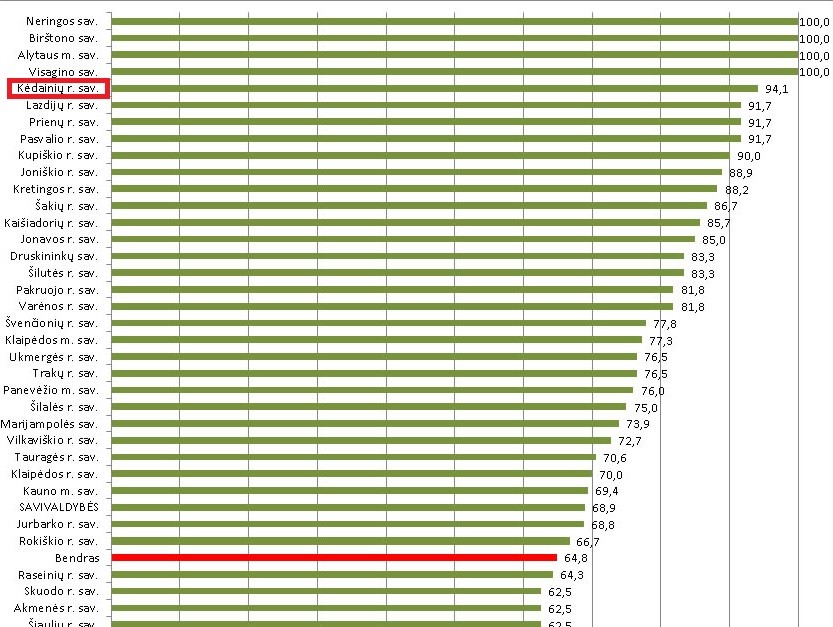 Neringos sav. 100,0
Birštono sav. 100,0
Alytaus m. sav. 100,0
Visagino sav. 100,0
Kėdainių r. sav. 94,1
Lazdijų r. sav. 91,7
Prienų r. sav. 91,7
Pasvalio r. sav. 91,7
Kupiškio r. sav. 90,0
Joniškio r. sav. 88,9
Kretingos r. sav. 88,2
Šakių r. sav. 86,7
Kaišiadorių r. sav. 85,7
Jonavos r. sav. 85,0
Druskininkų sav. 83,3
Šilutės r. sav. 83,3
Pakruojo r. sav. 81,8
Varėnos r. sav. 81,8
Švenčionių r. sav. 77,8
Klaipėdos m. sav. 77,3
Ukmergės r. sav. 76,5
Trakų r. sav. 76,5
Panevėžio m. sav. 76,0
Šilalės r. sav. 75,0
Marijampolės sav. 73,9
Vilkaviškio r. sav. 72,7
Tauragės r. sav. 70,6
Klaipėdos r. sav. 70,0
Kauno m. sav. 69,4
SAVIVALDYBĖS 68,9
Jurbarko r. sav. 68,8
Rokiškio r. sav. 66,7
Bendras 64,8
Raseinių r. sav. 64,3
Skuodo r. sav. 62,5
Akmenės r. sav. 62,5
Šiaulių r. sav. 62,5